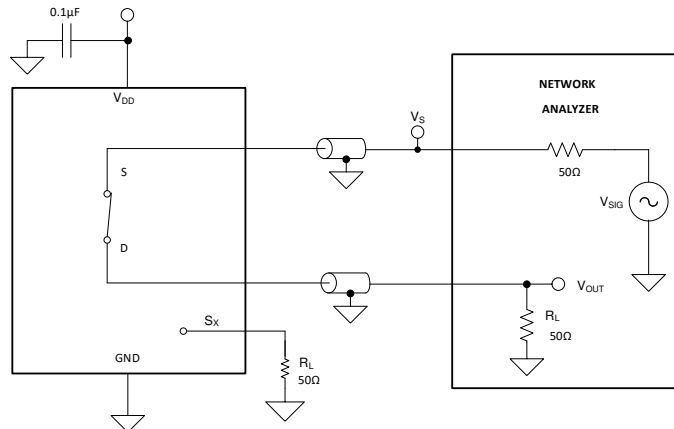 0.1µF
VDD
NETWORK
ANALYZER
VS
S
50Ω
VSIG
D
VOUT
SX
RL
50Ω
GND
RL
50Ω